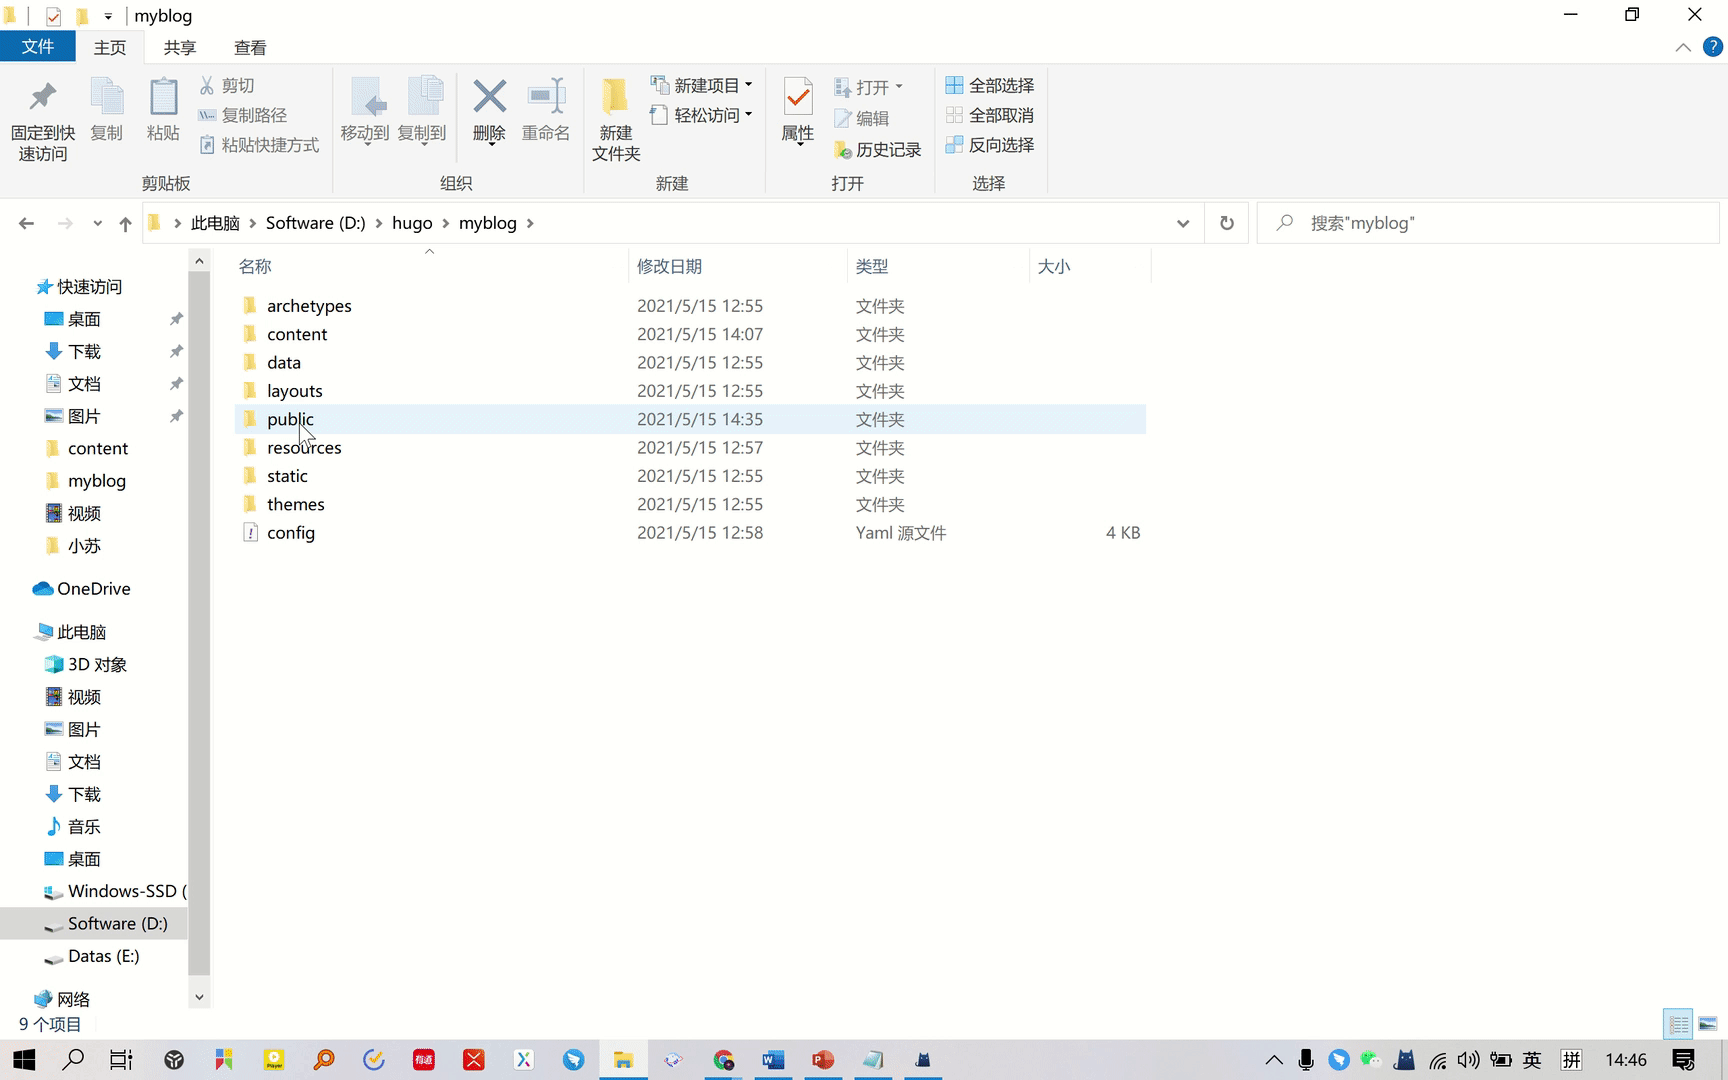 myblog
文件 主页 共享 查看
固定到快速访问 复制 粘贴 剪切 复制路径 粘贴快捷方式
移动到 复制到 删除 重命名
新建文件夹 新建项目 轻松访问
属性 打开 编辑 历史记录
全部选择 全部取消 反向选择
剪贴板 组织 新建 打开 选择
此电脑 Software (D:) hugo myblog 搜索"myblog"
名称 修改日期 类型 大小
archetypes 2021/5/15 12:55 文件夹
content 2021/5/15 14:07 文件夹
data 2021/5/15 12:55 文件夹
layouts 2021/5/15 12:55 文件夹
public 2021/5/15 14:35 文件夹
resources 2021/5/15 12:57 文件夹
static 2021/5/15 12:55 文件夹
themes 2021/5/15 12:55 文件夹
config 2021/5/15 12:58 Yaml 源文件 4 KB
快速访问
桌面
下载
文档
图片
content
myblog
视频
小苏
OneDrive
此电脑
3D 对象
视频
图片
文档
下载
音乐
桌面
Windows-SSD (
Software (D:)
Datas (E:)
网络
9 个项目
Player 有道 英 拼 14:46